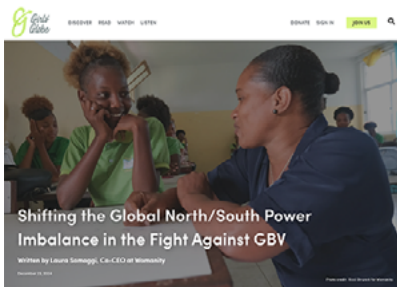 Girls' Globe
DISCOVER READ WATCH LISTEN
DONATE SIGN IN JOIN US
Shifting the Global North/South Power
Imbalance in the Fight Against GBV
Written by Laura Somoggi, Co-CEO at Womanity